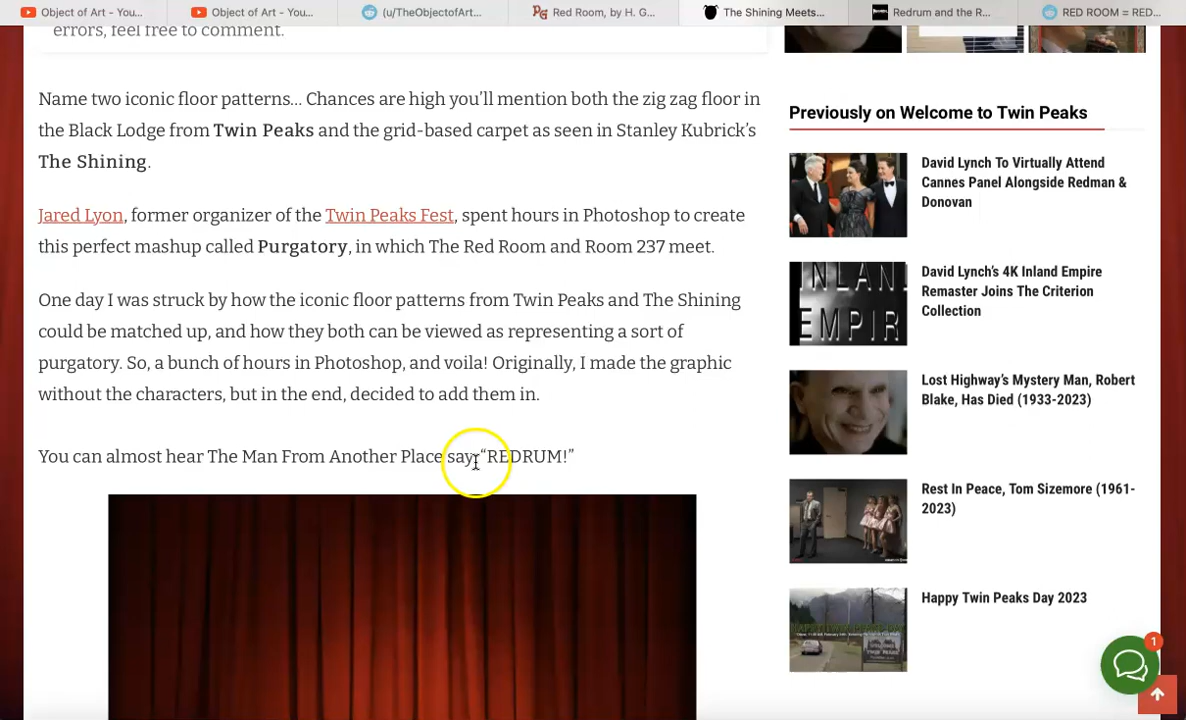 Object of Art - You...
Object of Art - You...
(u/TheObjectofArt...
Red Room, by H. G...
The Shining Meets...
Redrum and the R...
RED ROOM = RED...
errors, feel free to comment.
Name two iconic floor patterns… Chances are high you’ll mention both the zig zag floor in
the Black Lodge from Twin Peaks and the grid-based carpet as seen in Stanley Kubrick’s
The Shining.
Jared Lyon, former organizer of the Twin Peaks Fest, spent hours in Photoshop to create
this perfect mashup called Purgatory, in which The Red Room and Room 237 meet.
One day I was struck by how the iconic floor patterns from Twin Peaks and The Shining
could be matched up, and how they both can be viewed as representing a sort of
purgatory. So, a bunch of hours in Photoshop, and voila! Originally, I made the graphic
without the characters, but in the end, decided to add them in.
You can almost hear The Man From Another Place say, “REDRUM!”
Previously on Welcome to Twin Peaks
David Lynch To Virtually Attend
Cannes Panel Alongside Redman &
Donovan
INLAND
EMPIR
David Lynch’s 4K Inland Empire
Remaster Joins The Criterion
Collection
Lost Highway’s Mystery Man, Robert
Blake, Has Died (1933-2023)
Rest In Peace, Tom Sizemore (1961-
2023)
Happy Twin Peaks Day 2023
1